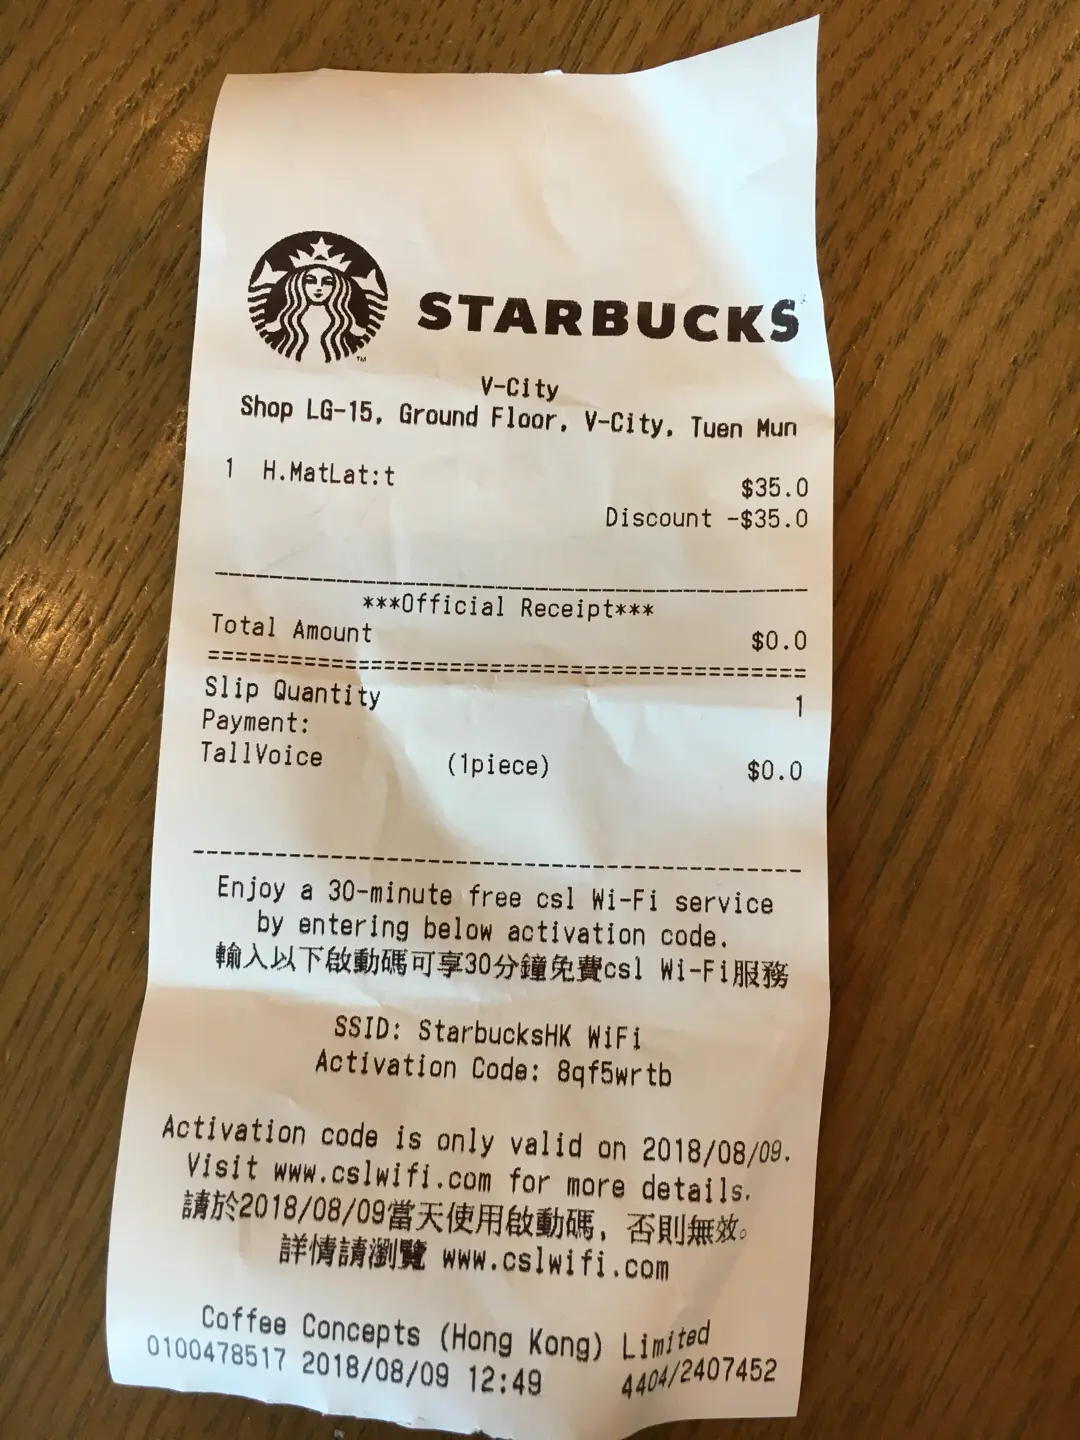 STARBUCKS
V-City
Shop LG-15, Ground Floor, V-City, Tuen Mun
1 H.MatLat:t $35.0
Discount -$35.0
***Official Receipt***
Total Amount $0.0
Slip Quantity 1
Payment:
TallVoice (1piece) $0.0
Enjoy a 30-minute free csl Wi-Fi service
by entering below activation code.
輸入以下啟動碼可享30分鐘免費csl Wi-Fi服務
SSID: StarbucksHK WiFi
Activation Code: 8qf5wrtb
Activation code is only valid on 2018/08/09.
Visit www.cslwifi.com for more details.
請於2018/08/09當天使用啟動碼, 否則無效。
詳情請瀏覽 www.cslwifi.com
Coffee Concepts (Hong Kong) Limited
0100478517 2018/08/09 12:49 4404/2407452